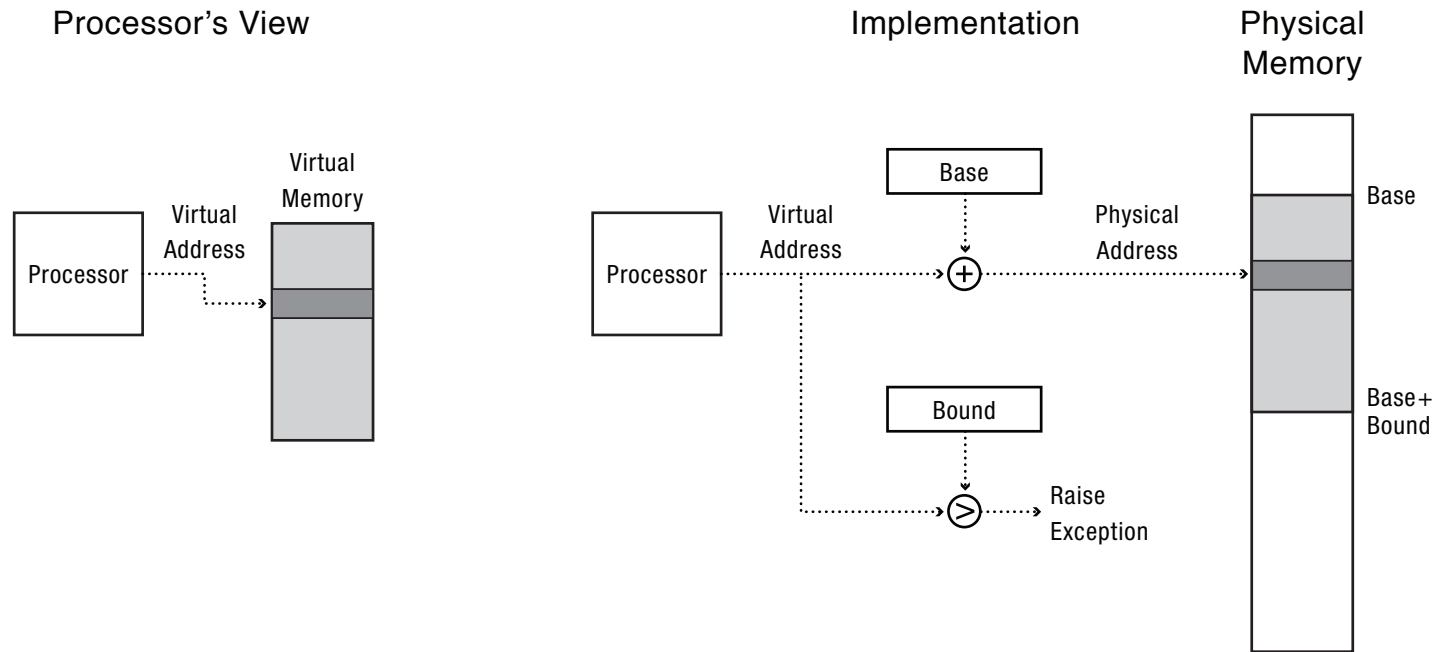 Processor's View
Virtual
Memory
Virtual
Address
Processor
Implementation
Base
Virtual
Address
Physical
Address
Processor
+
Bound
>
Raise
Exception
Physical
Memory
Base
Base+
Bound